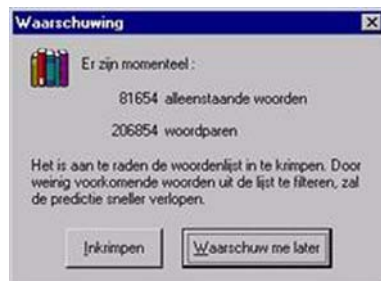 Waarschuwing
Er zijn momenteel :
81654 alleenstaande woorden
206854 woordparen
Het is aan te raden de woordenlijst in te krimpen. Door
weinig voorkomende woorden uit de lijst te filteren, zal
de predictie sneller verlopen.
Inkrimpen
Waarschuw me later